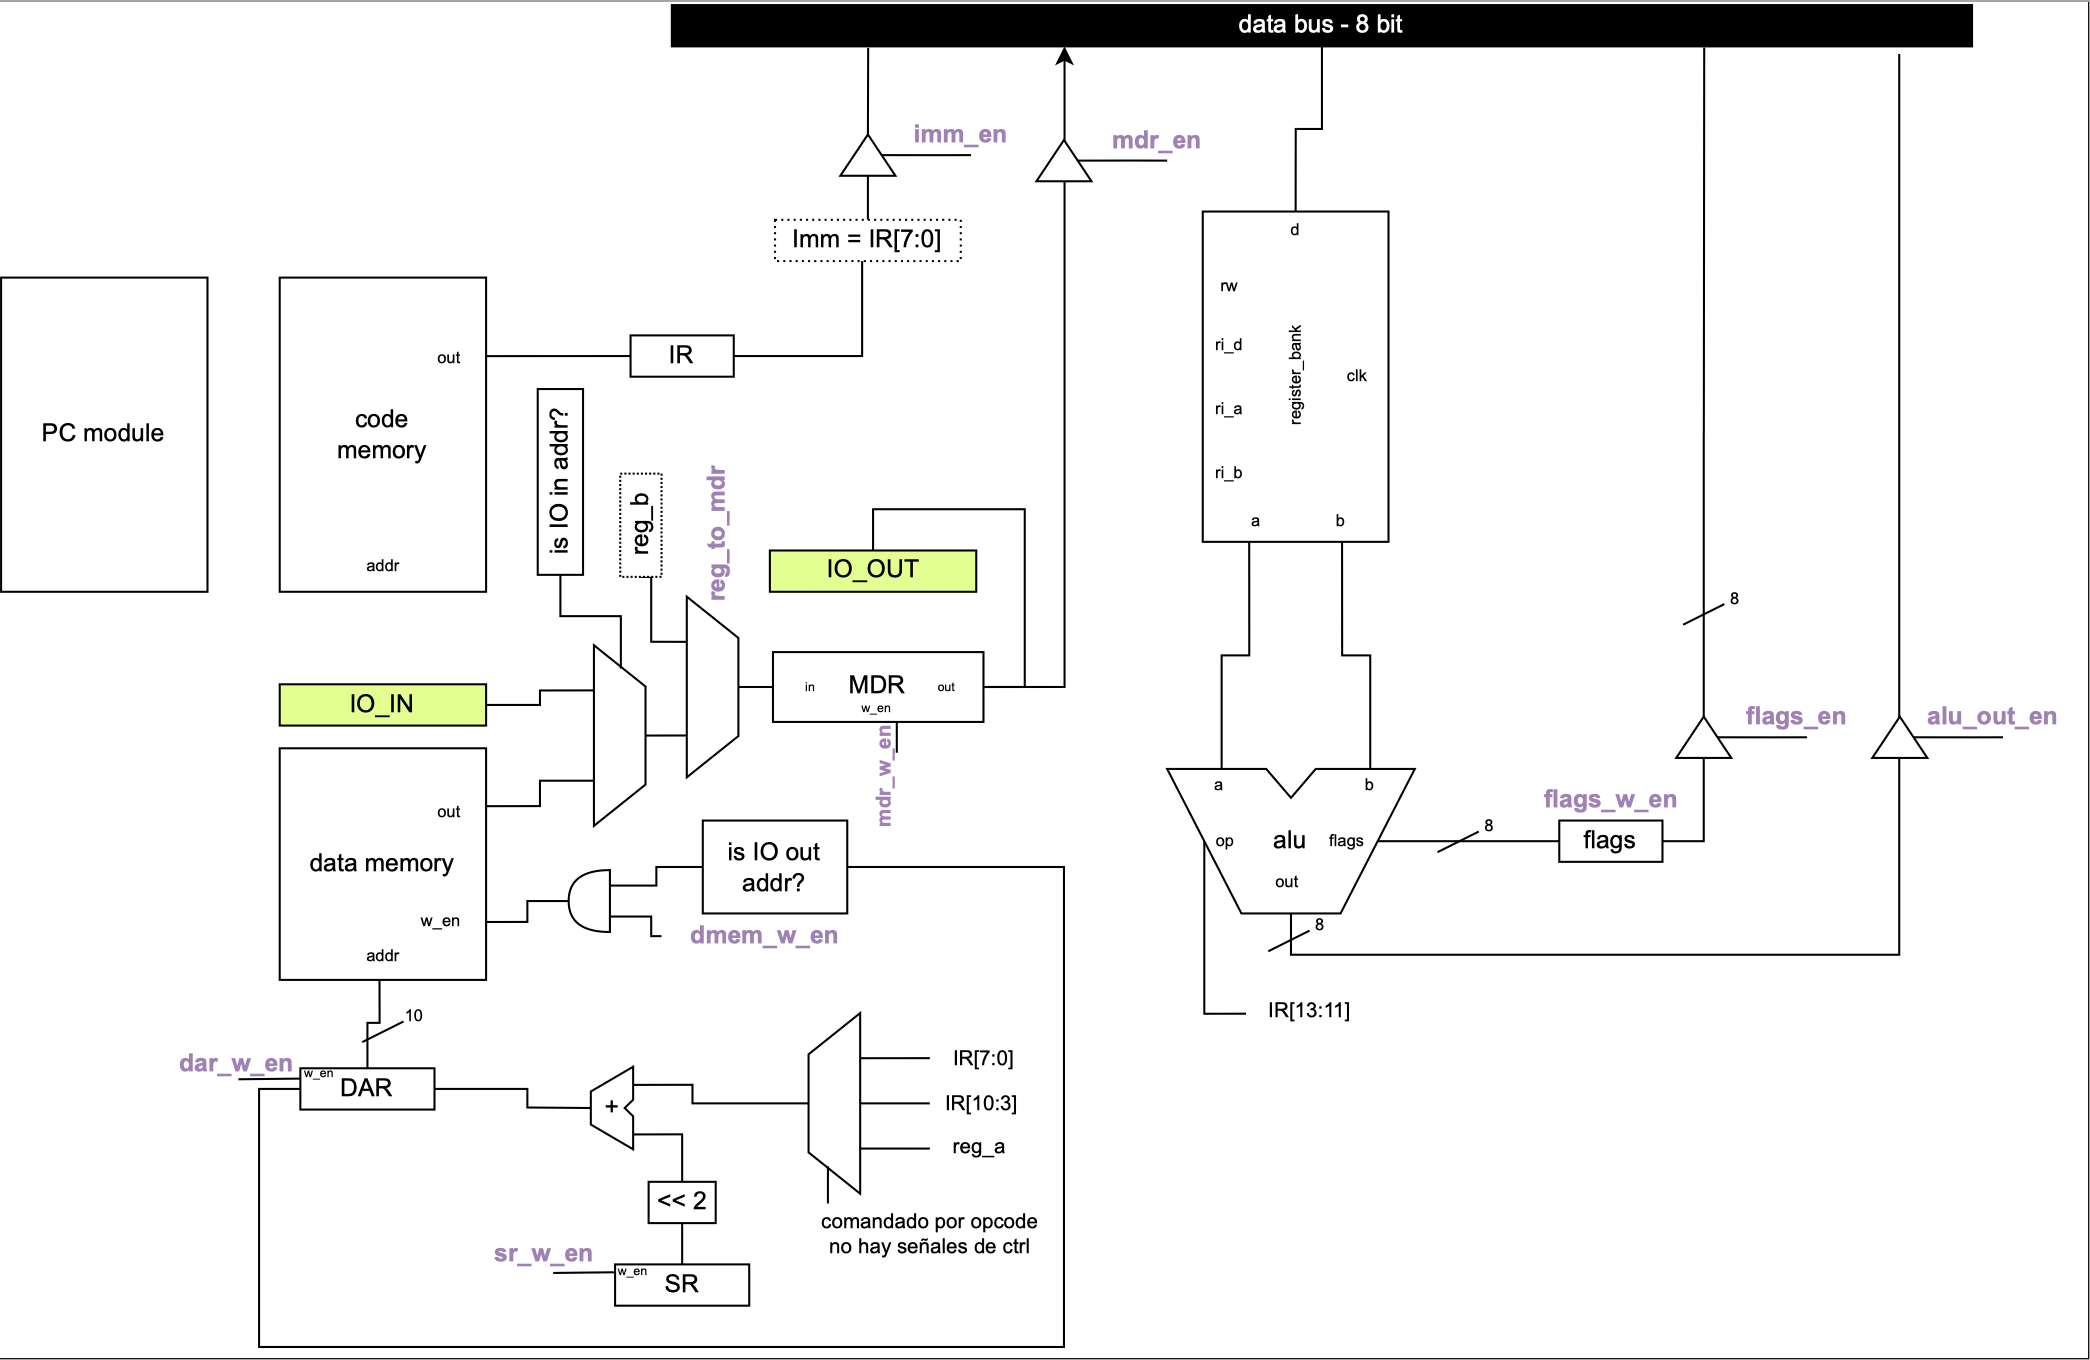 data bus - 8 bit
imm_en
mdr_en
Imm = IR[7:0]
d
rw
ri_d
ri_a
ri_b
register_bank
clk
a
b
PC module
out
code
memory
addr
IR
is IO in addr?
reg_b
reg_to_mdr
IO_OUT
IO_IN
in
MDR
out
w_en
mdr_w_en
out
data memory
w_en
addr
is IO out
addr?
dmem_w_en
10
dar_w_en
w_en
DAR
+
<< 2
sr_w_en
w_en
SR
IR[7:0]
IR[10:3]
reg_a
comandado por opcode
no hay señales de ctrl
a
b
op
alu
flags
out
8
8
IR[13:11]
flags_w_en
flags
8
flags_en
alu_out_en